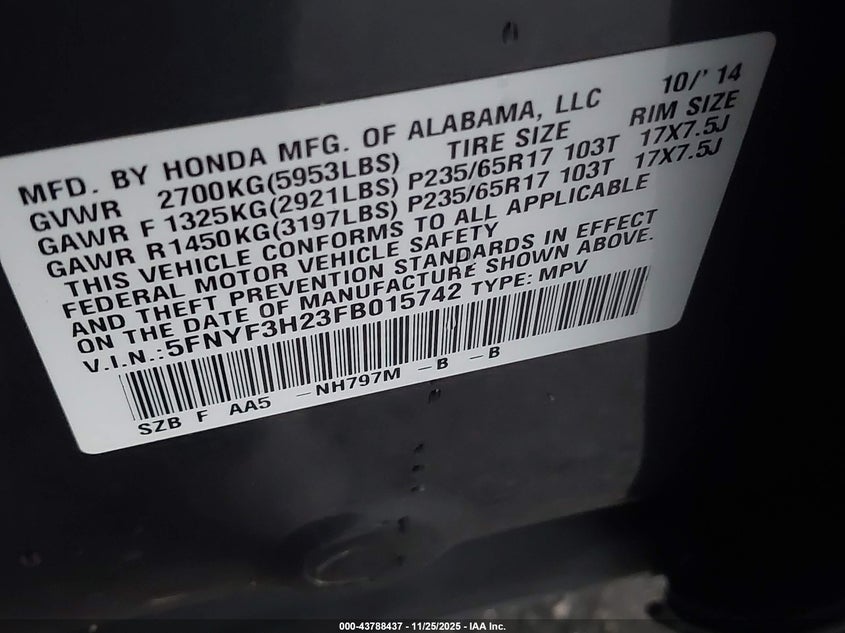 10/' 14
MFD. BY HONDA MFG. OF ALABAMA, LLC
GVWR 2700KG(5953LBS) TIRE SIZE RIM SIZE
GAWR F 1325KG(2921LBS) P235/65R17 103T 17X7.5J
GAWR R1450KG(3197LBS) P235/65R17 103T 17X7.5J
THIS VEHICLE CONFORMS TO ALL APPLICABLE
FEDERAL MOTOR VEHICLE SAFETY
AND THEFT PREVENTION STANDARDS IN EFFECT
ON THE DATE OF MANUFACTURE SHOWN ABOVE.
V.I.N.:5FNYF3H23FB015742 TYPE: MPV
SZB F AA5 -NH797M -B -B
000-43788437 - 11/25/2025 - IAA Inc.